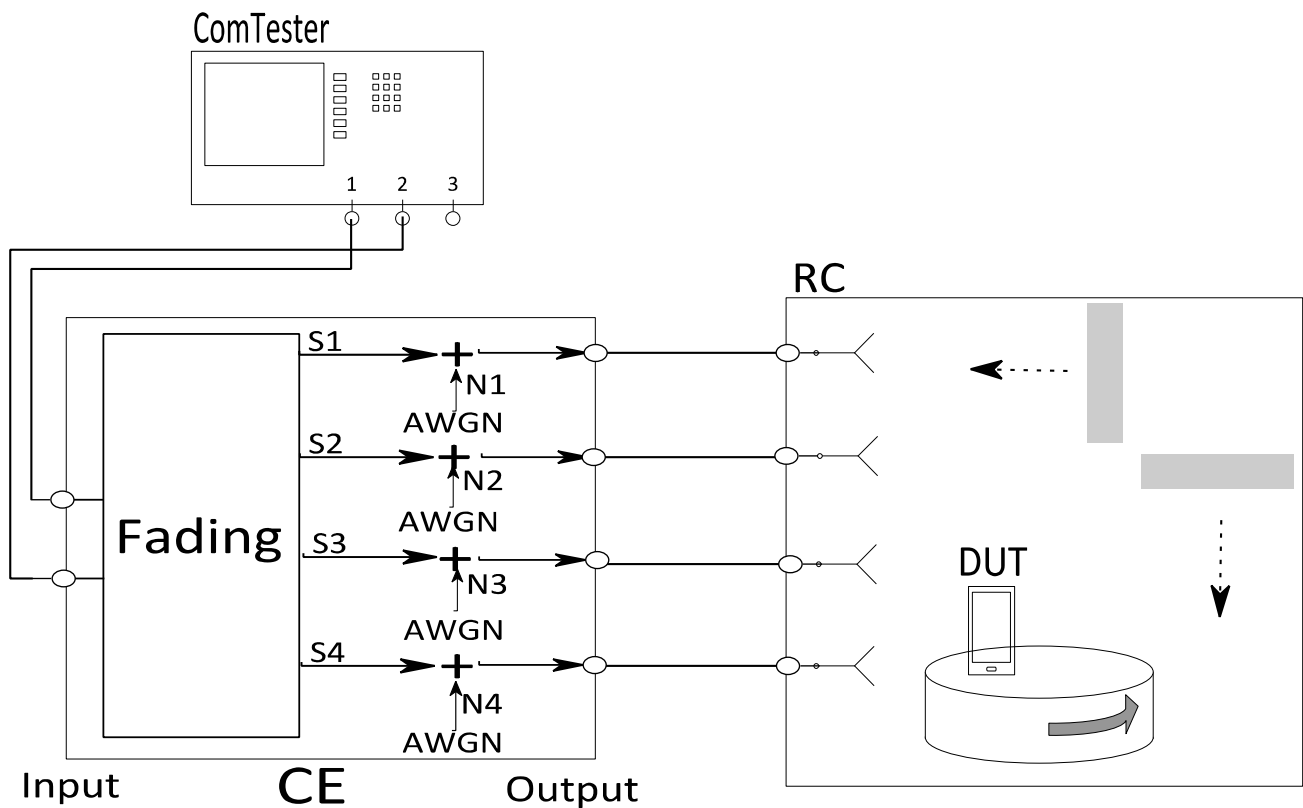 ComTester
1 2 3
RC
S1
N1
AWGN
S2
N2
AWGN
Fading
S3
N3
AWGN
DUT
S4
N4
AWGN
Input
CE
Output